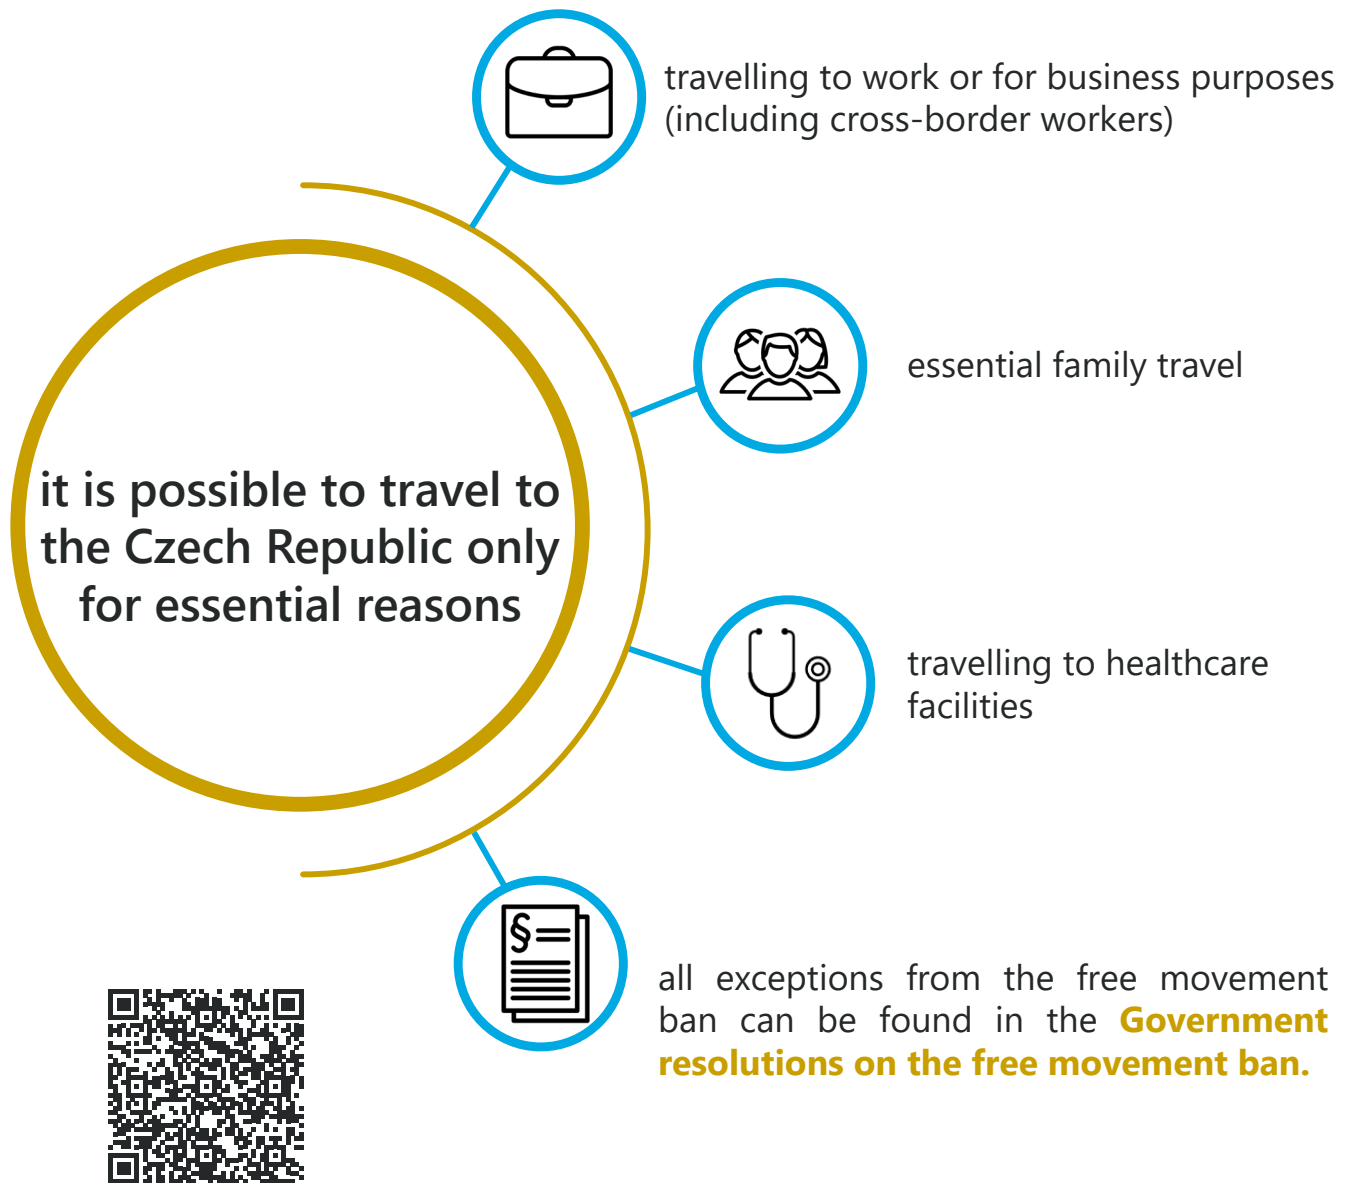 travelling to work or for business purposes
(including cross-border workers)
essential family travel
it is possible to travel to
the Czech Republic only
for essential reasons
travelling to healthcare
facilities
§
all exceptions from the free movement
ban can be found in the Government
resolutions on the free movement ban.